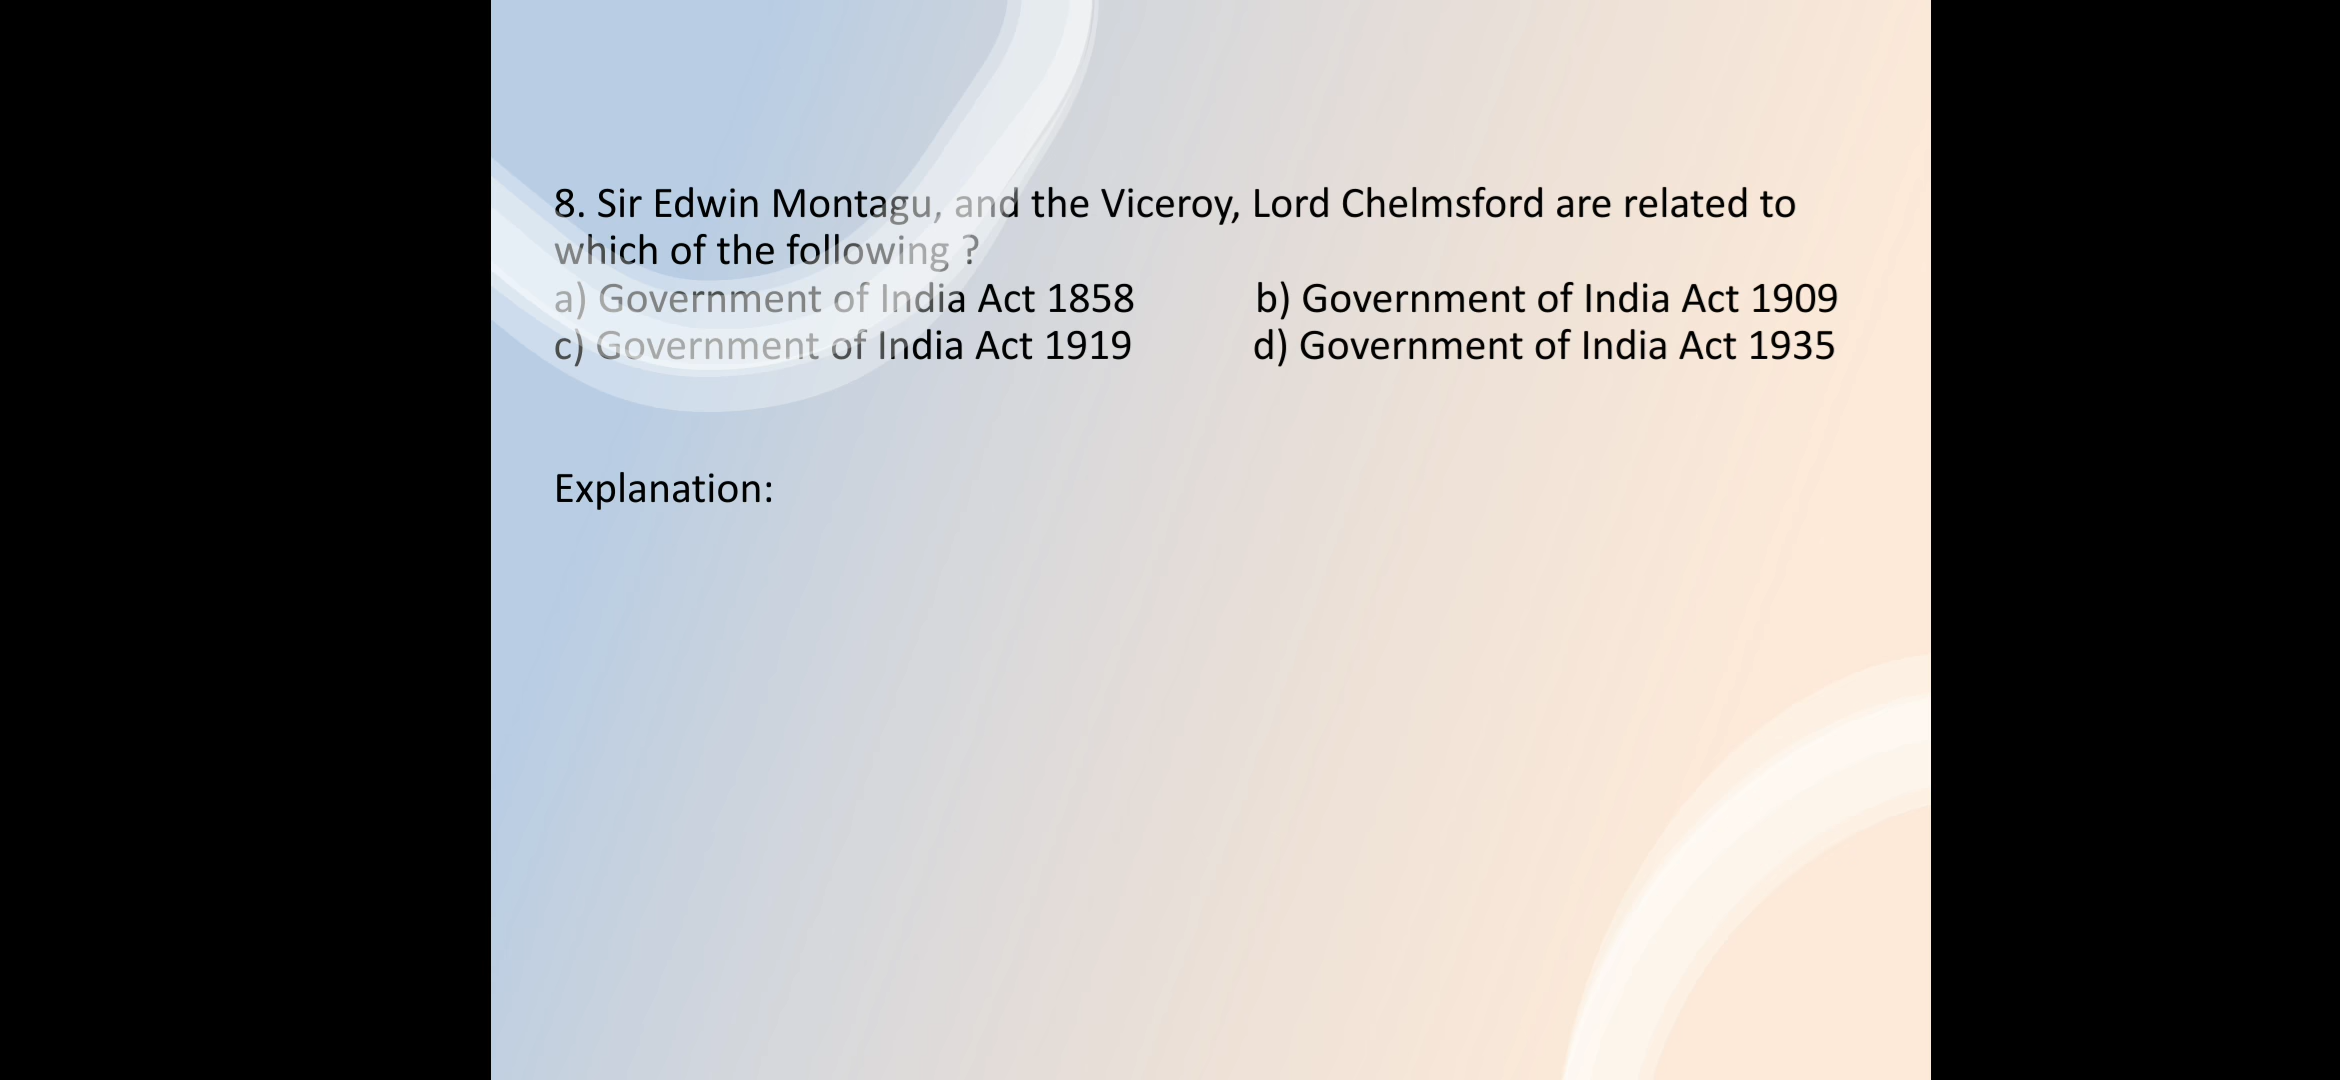 8. Sir Edwin Montagu, and the Viceroy, Lord Chelmsford are related to
which of the following ?
a) Government of India Act 1858 b) Government of India Act 1909
c) Government of India Act 1919 d) Government of India Act 1935
Explanation: